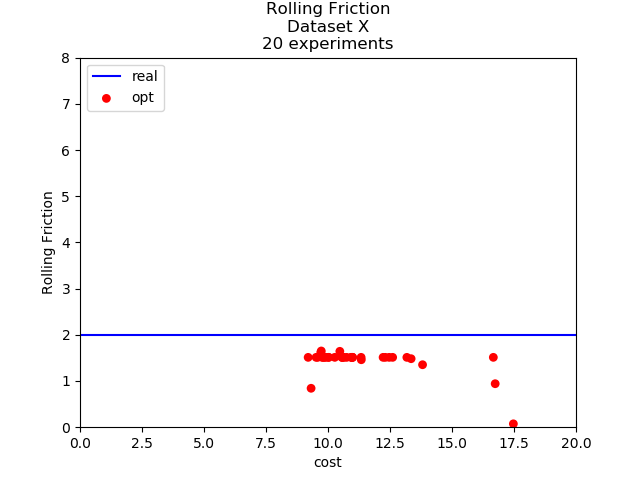 Rolling Friction
Dataset X
20 experiments
real
opt
8
7
6
5
4
3
2
1
0
Rolling Friction
0.0 2.5 5.0 7.5 10.0 12.5 15.0 17.5 20.0
cost